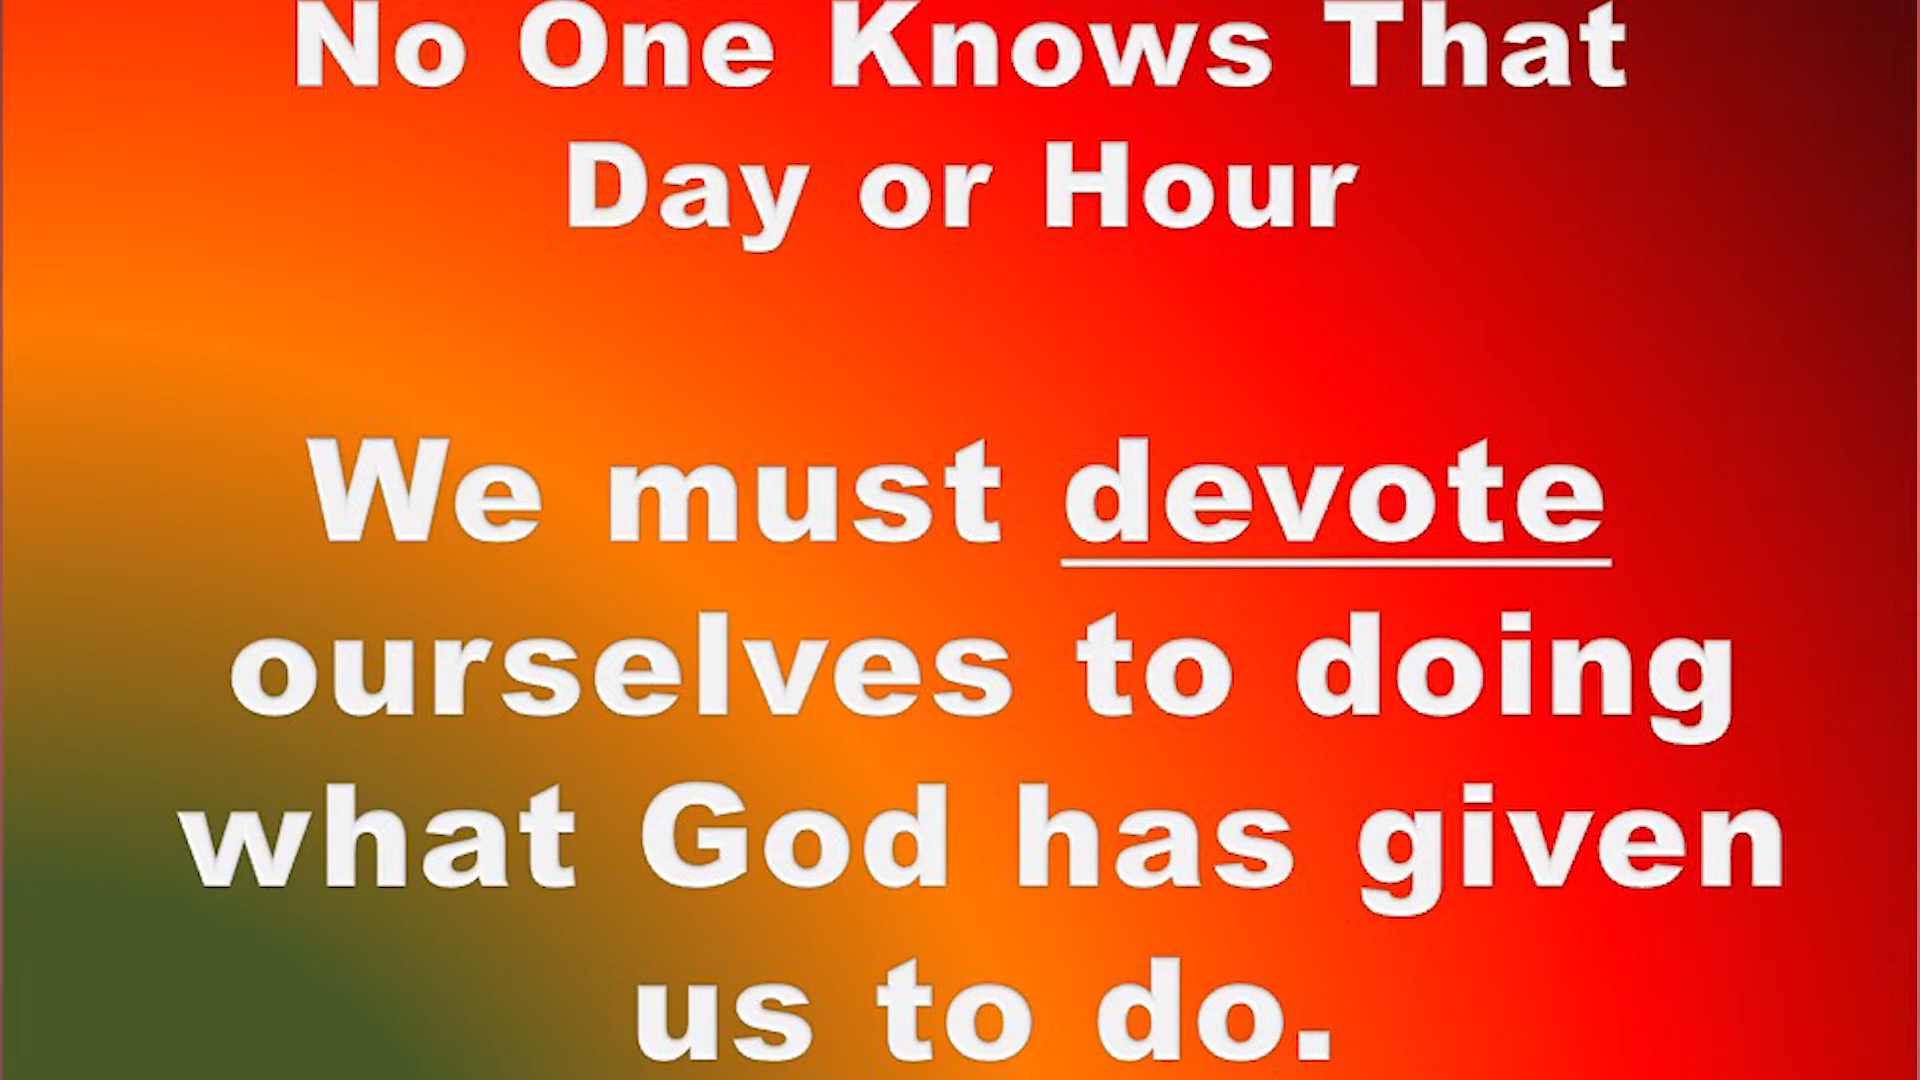 No One Knows That
Day or Hour
We must devote
ourselves to doing
what God has given
us to do.